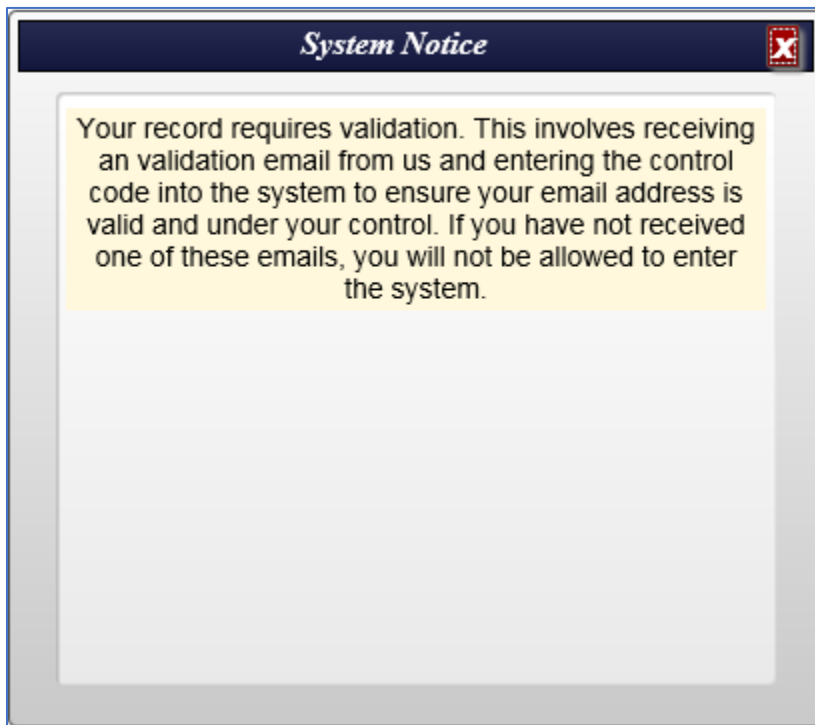 System Notice
X
Your record requires validation. This involves receiving
an validation email from us and entering the control
code into the system to ensure your email address is
valid and under your control. If you have not received
one of these emails, you will not be allowed to enter
the system.